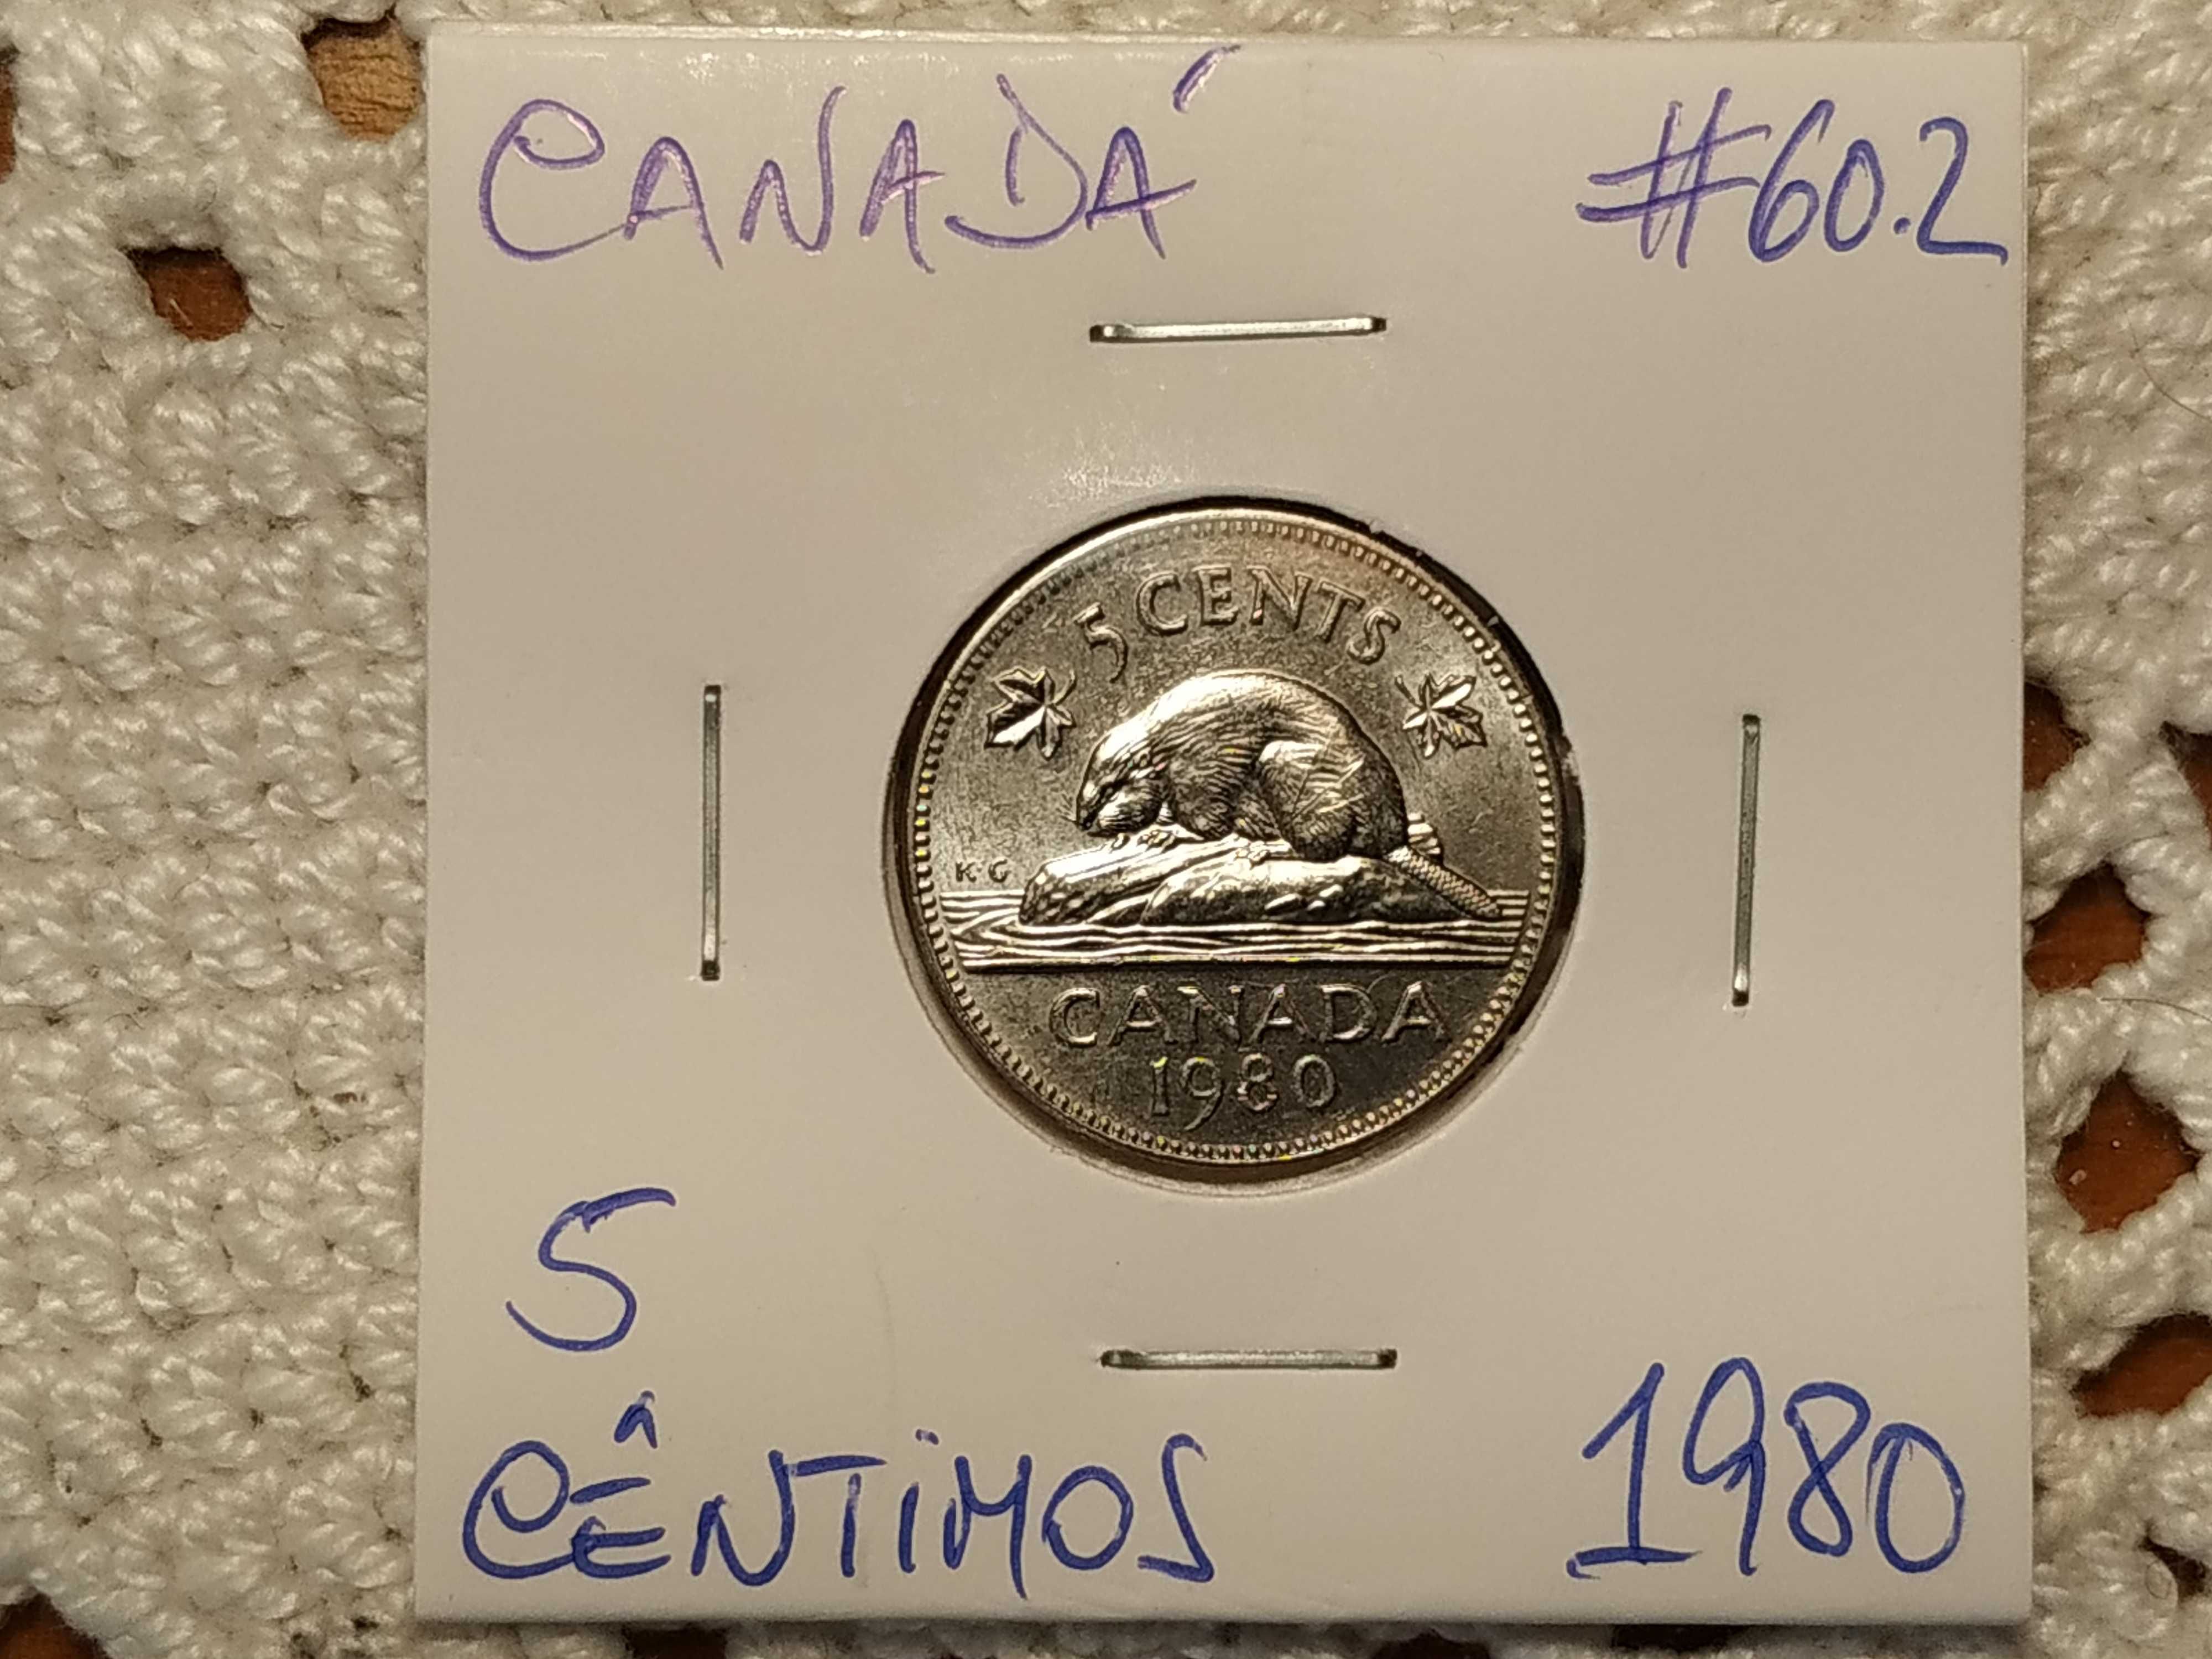 CANADÁ #60.2
5 CENTS
K G
CANADA
1980
5
CÊNTiMOS 1980